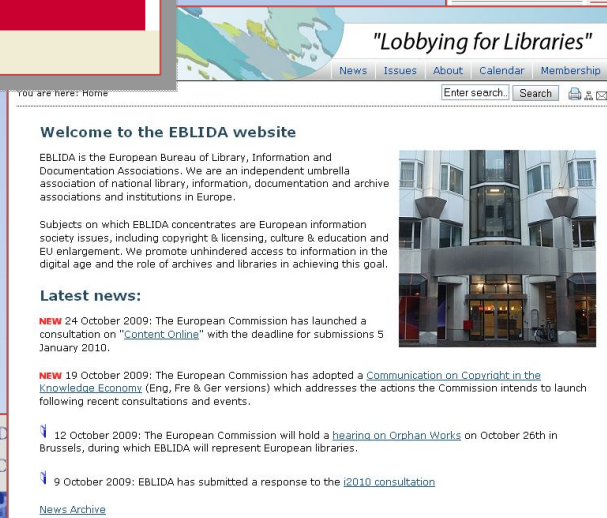 "Lobbying for Libraries"
News Issues About Calendar Membership
You are here: Home
Enter search.. Search
Welcome to the EBLIDA website
EBLIDA is the European Bureau of Library, Information and
Documentation Associations. We are an independent umbrella
association of national library, information, documentation and archive
associations and institutions in Europe.
Subjects on which EBLIDA concentrates are European information
society issues, including copyright & licensing, culture & education and
EU enlargement. We promote unhindered access to information in the
digital age and the role of archives and libraries in achieving this goal.
Latest news:
NEW 24 October 2009: The European Commission has launched a
consultation on "Content Online" with the deadline for submissions 5
January 2010.
NEW 19 October 2009: The European Commission has adopted a Communication on Copyright in the
Knowledge Economy (Eng, Fre & Ger versions) which addresses the actions the Commission intends to launch
following recent consultations and events.
12 October 2009: The European Commission will hold a hearing on Orphan Works on October 26th in
Brussels, during which EBLIDA will represent European libraries.
9 October 2009: EBLIDA has submitted a response to the i2010 consultation
News Archive